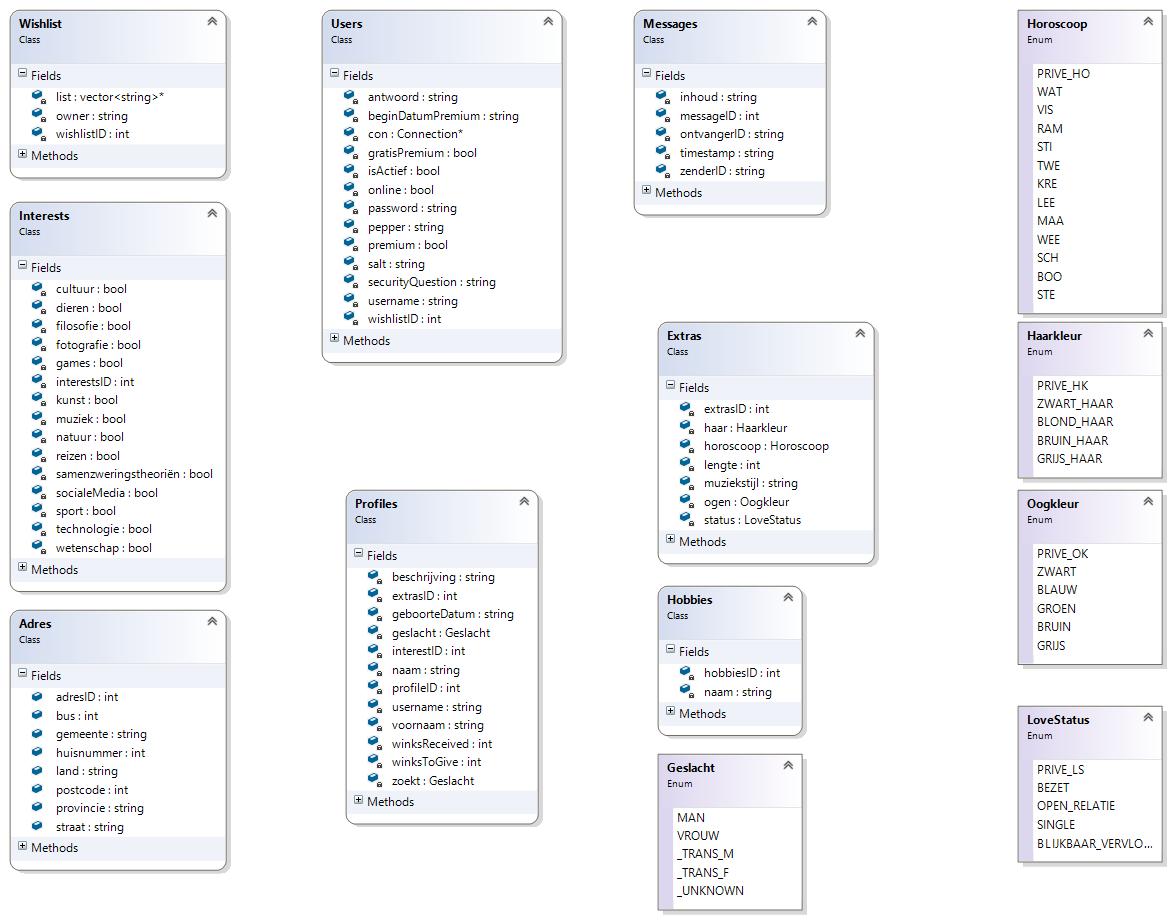 Wishlist
Class
Fields
list : vector<string>*
owner : string
wishlistID : int
Methods
Interests
Class
Fields
cultuur : bool
dieren : bool
filosofie : bool
fotografie : bool
games : bool
interestsID : int
kunst : bool
muziek : bool
natuur : bool
reizen : bool
samenzweringstheoriën : bool
socialeMedia : bool
sport : bool
technologie : bool
wetenschap : bool
Methods
Adres
Class
Fields
adresID : int
bus : int
gemeente : string
huisnummer : int
land : string
postcode : int
provincie : string
straat : string
Methods
Users
Class
Fields
antwoord : string
beginDatumPremium : string
con : Connection*
gratisPremium : bool
isActief : bool
online : bool
password : string
pepper : string
premium : bool
salt : string
securityQuestion : string
username : string
wishlistID : int
Methods
Profiles
Class
Fields
beschrijving : string
extrasID : int
geboorteDatum : string
geslacht : Geslacht
interestID : int
naam : string
profileID : int
username : string
voornaam : string
winksReceived : int
winksToGive : int
zoekt : Geslacht
Methods
Messages
Class
Fields
inhoud : string
messageID : int
ontvangerID : string
timestamp : string
zenderID : string
Methods
Extras
Class
Fields
extrasID : int
haar : Haarkleur
horoscoop : Horoscoop
lengte : int
muziekstijl : string
ogen : Oogkleur
status : LoveStatus
Methods
Hobbies
Class
Fields
hobbiesID : int
naam : string
Methods
Geslacht
Enum
MAN
VROUW
_TRANS_M
_TRANS_F
_UNKNOWN
Horoscoop
Enum
PRIVE_HO
WAT
VIS
RAM
STI
TWE
KRE
LEE
MAA
WEE
SCH
BOO
STE
Haarkleur
Enum
PRIVE_HK
ZWART_HAAR
BLOND_HAAR
BRUIN_HAAR
GRIJS_HAAR
Oogkleur
Enum
PRIVE_OK
ZWART
BLAUW
GROEN
BRUIN
GRIJS
LoveStatus
Enum
PRIVE_LS
BEZET
OPEN_RELATIE
SINGLE
BLIJKBAAR_VERVLO...